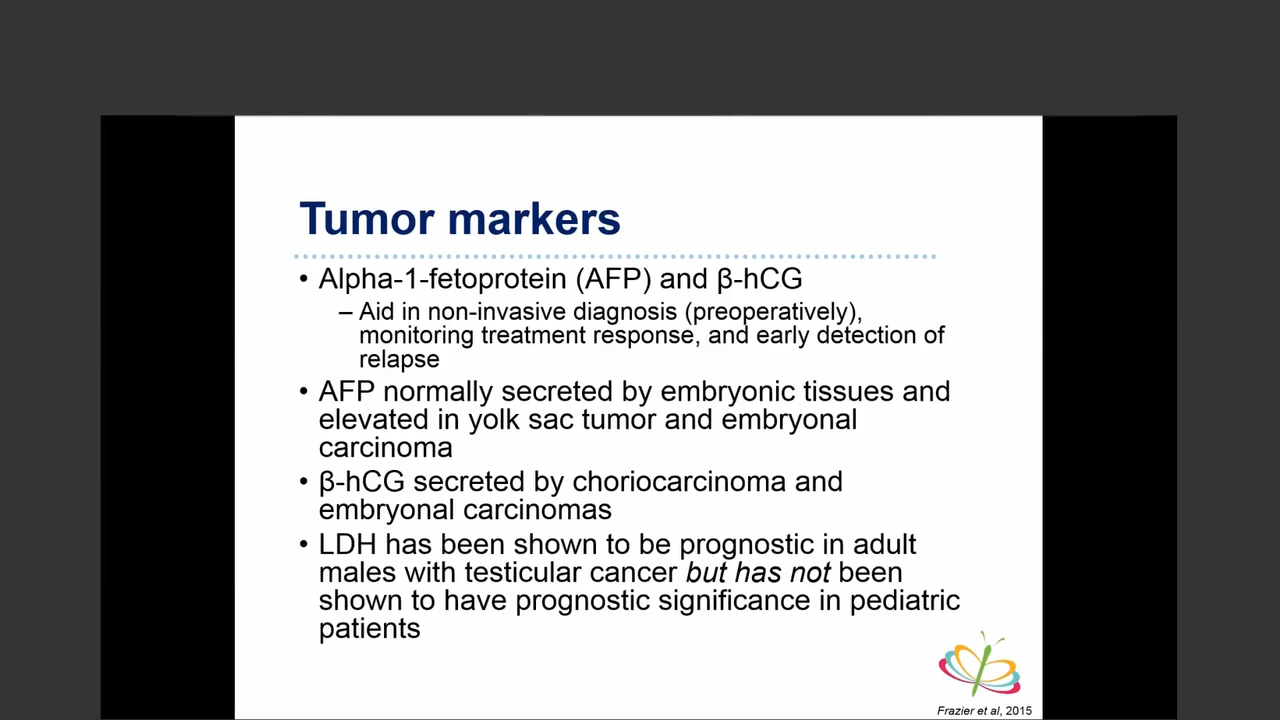 Tumor markers
• Alpha-1-fetoprotein (AFP) and β-hCG
– Aid in non-invasive diagnosis (preoperatively),
monitoring treatment response, and early detection of
relapse
• AFP normally secreted by embryonic tissues and
elevated in yolk sac tumor and embryonal
carcinoma
• β-hCG secreted by choriocarcinoma and
embryonal carcinomas
• LDH has been shown to be prognostic in adult
males with testicular cancer but has not been
shown to have prognostic significance in pediatric
patients
Frazier et al, 2015